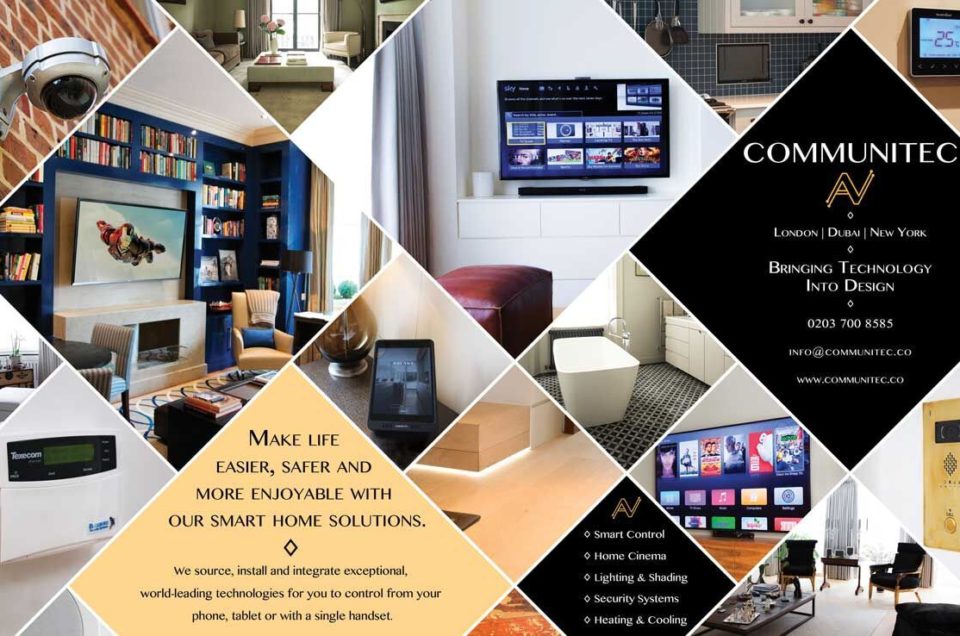 25
sky
COMMUNITEC
AV
LONDON | DUBAI | NEW YORK
BRINGING TECHNOLOGY
INTO DESIGN
0203 700 8585
INFO@COMMUNITEC.CO
WWW.COMMUNITEC.CO
Texecom
MAKE LIFE
EASIER, SAFER AND
MORE ENJOYABLE WITH
OUR SMART HOME SOLUTIONS.
We source, install and integrate exceptional,
world-leading technologies for you to control from your
phone, tablet or with a single handset.
AV
Smart Control
Home Cinema
Lighting & Shading
Security Systems
Heating & Cooling